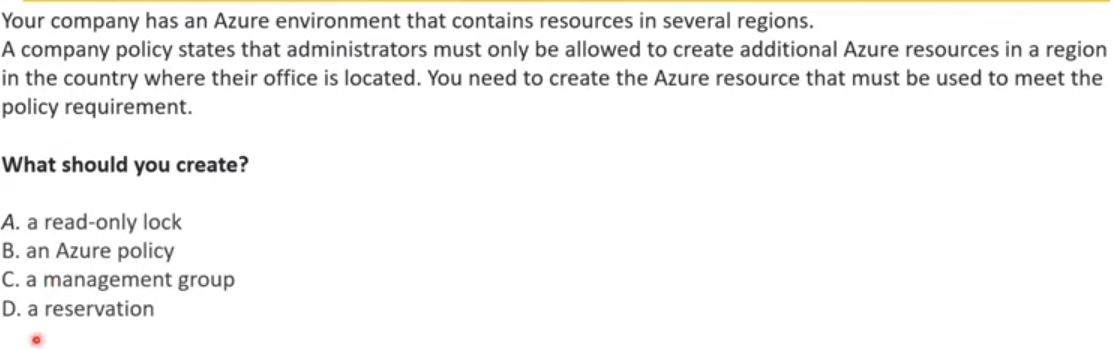 Your company has an Azure environment that contains resources in several regions.
A company policy states that administrators must only be allowed to create additional Azure resources in a region
in the country where their office is located. You need to create the Azure resource that must be used to meet the
policy requirement.
What should you create?
A. a read-only lock
B. an Azure policy
C. a management group
D. a reservation